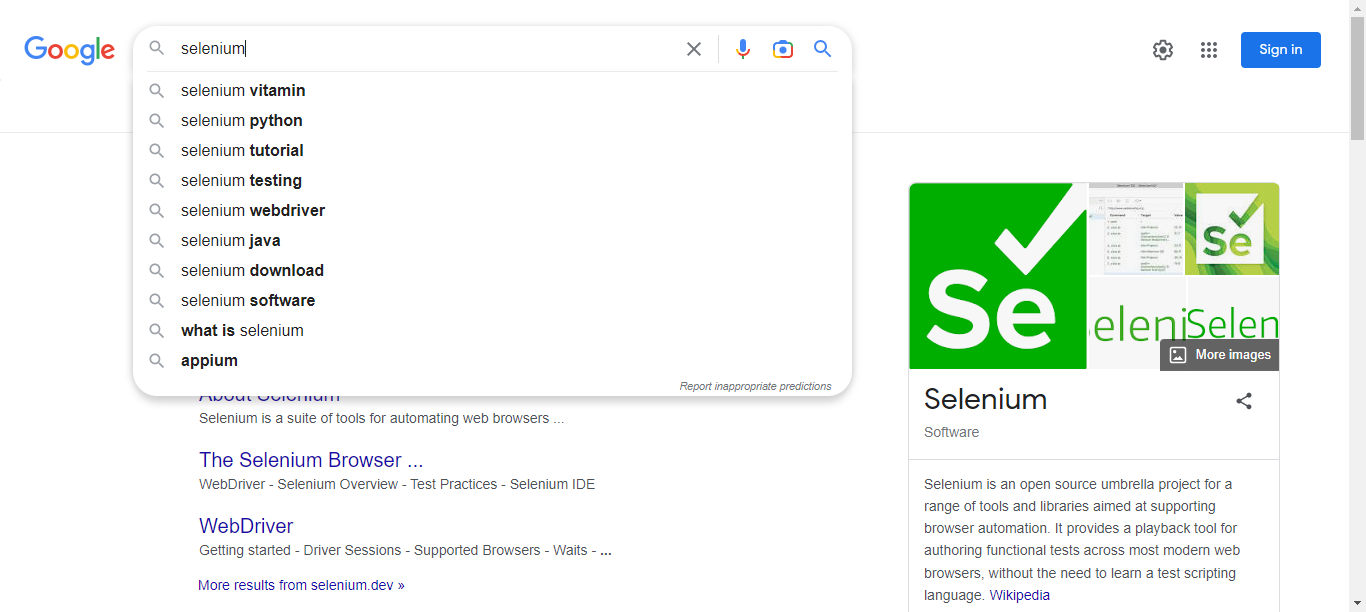 Google
selenium
Sign in
selenium vitamin
selenium python
selenium tutorial
selenium testing
selenium webdriver
selenium java
selenium download
selenium software
what is selenium
appium
Report inappropriate predictions
About Selenium
Selenium is a suite of tools for automating web browsers ...
The Selenium Browser ...
WebDriver - Selenium Overview - Test Practices - Selenium IDE
WebDriver
Getting started - Driver Sessions - Supported Browsers - Waits - ...
More results from selenium.dev »
Se
Command Target Value
Se
eleni
Selen
More images
Selenium
Software
Selenium is an open source umbrella project for a
range of tools and libraries aimed at supporting
browser automation. It provides a playback tool for
authoring functional tests across most modern web
browsers, without the need to learn a test scripting
language. Wikipedia